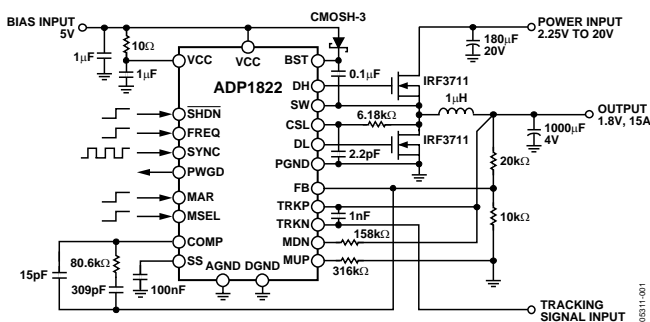 BIAS INPUT
5V
1µF
10Ω
1µF
CMOSH-3
180µF
20V
POWER INPUT
2.25V TO 20V
VCC
VCC
BST
ADP1822
0.1µF
DH
IRF3711
SW
1µH
SHDN
CSL
6.18kΩ
OUTPUT
1.8V, 15A
1000µF
4V
FREQ
DL
IRF3711
SYNC
2.2pF
20kΩ
PWGD
PGND
FB
MAR
TRKP
10kΩ
MSEL
1nF
TRKN
COMP
MDN
158kΩ
15pF
80.6kΩ
SS
AGND
DGND
MUP
316kΩ
309pF
100nF
TRACKING
SIGNAL INPUT
05311-001